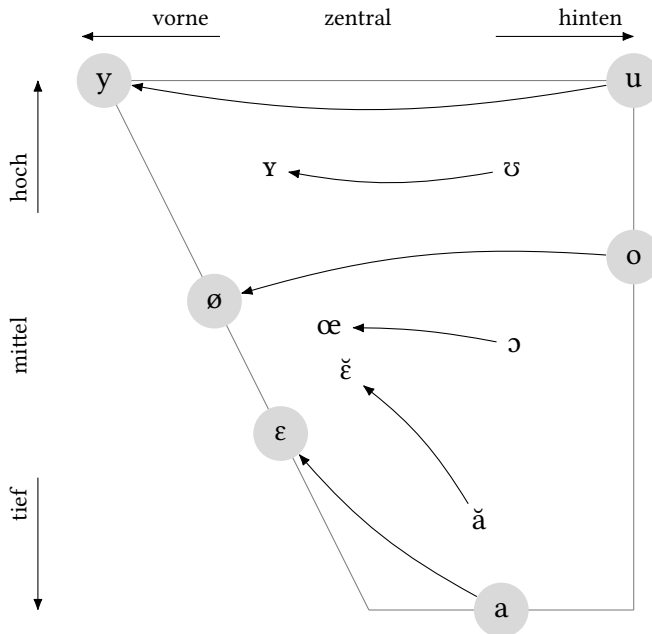 vorne zentral hinten
y u
hoch
ʏ ʊ
o
ø
mittel
œ ɔ
ɛ̆
ɛ
tief
ă
a